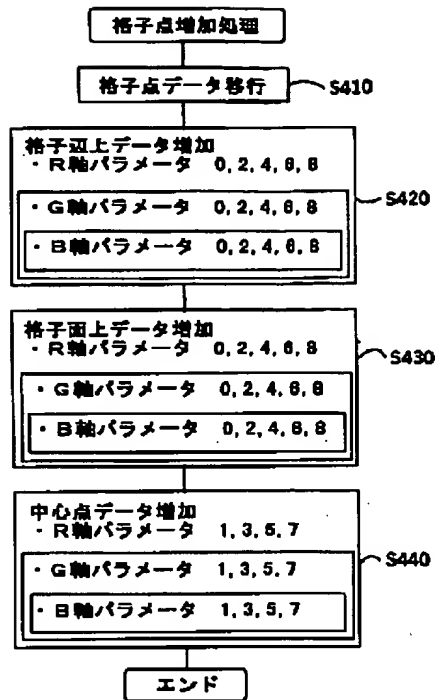 格子点増加処理
格子点データ移行
S410
格子辺上データ増加
・R軸パラメータ 0,2,4,6,8
・G軸パラメータ 0,2,4,6,8
・B軸パラメータ 0,2,4,6,8
S420
格子面上データ増加
・R軸パラメータ 0,2,4,6,8
・G軸パラメータ 0,2,4,6,8
・B軸パラメータ 0,2,4,6,8
S430
中心点データ増加
・R軸パラメータ 1,3,5,7
・G軸パラメータ 1,3,5,7
・B軸パラメータ 1,3,5,7
S440
エンド